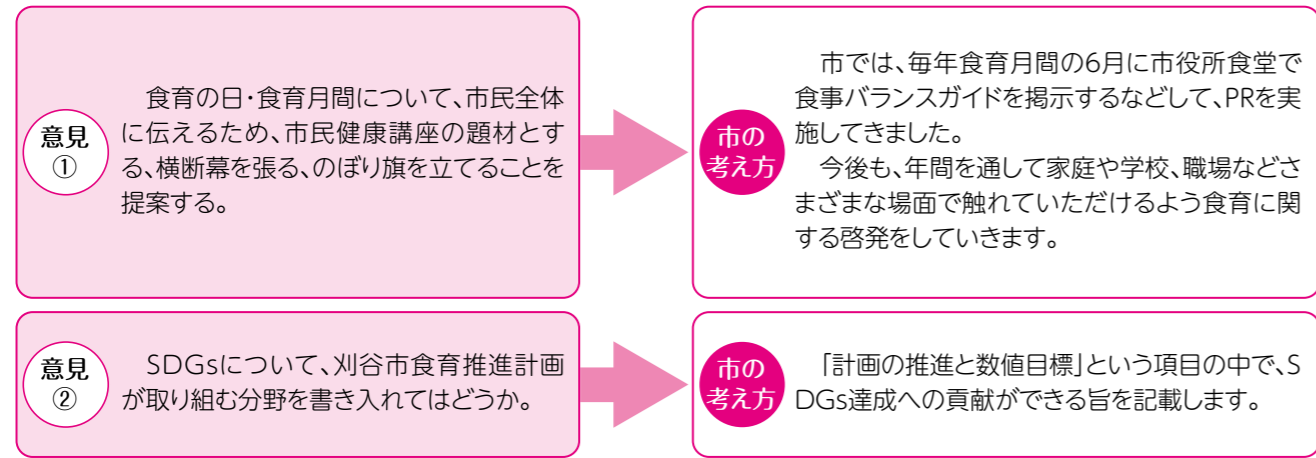 意見
①
食育の日・食育月間について、市民全体
に伝えるため、市民健康講座の題材とす
る、横断幕を張る、のぼり旗を立てることを
提案する。
市の
考え方
市では、毎年食育月間の6月に市役所食堂で
食事バランスガイドを掲示するなどして、PRを実
施してきました。
今後も、年間を通して家庭や学校、職場などさ
まざまな場面で触れていただけるよう食育に関
する啓発をしていきます。
意見
②
SDGsについて、刈谷市食育推進計画
が取り組む分野を書き入れてはどうか。
市の
考え方
「計画の推進と数値目標」という項目の中で、S
DGs達成への貢献ができる旨を記載します。